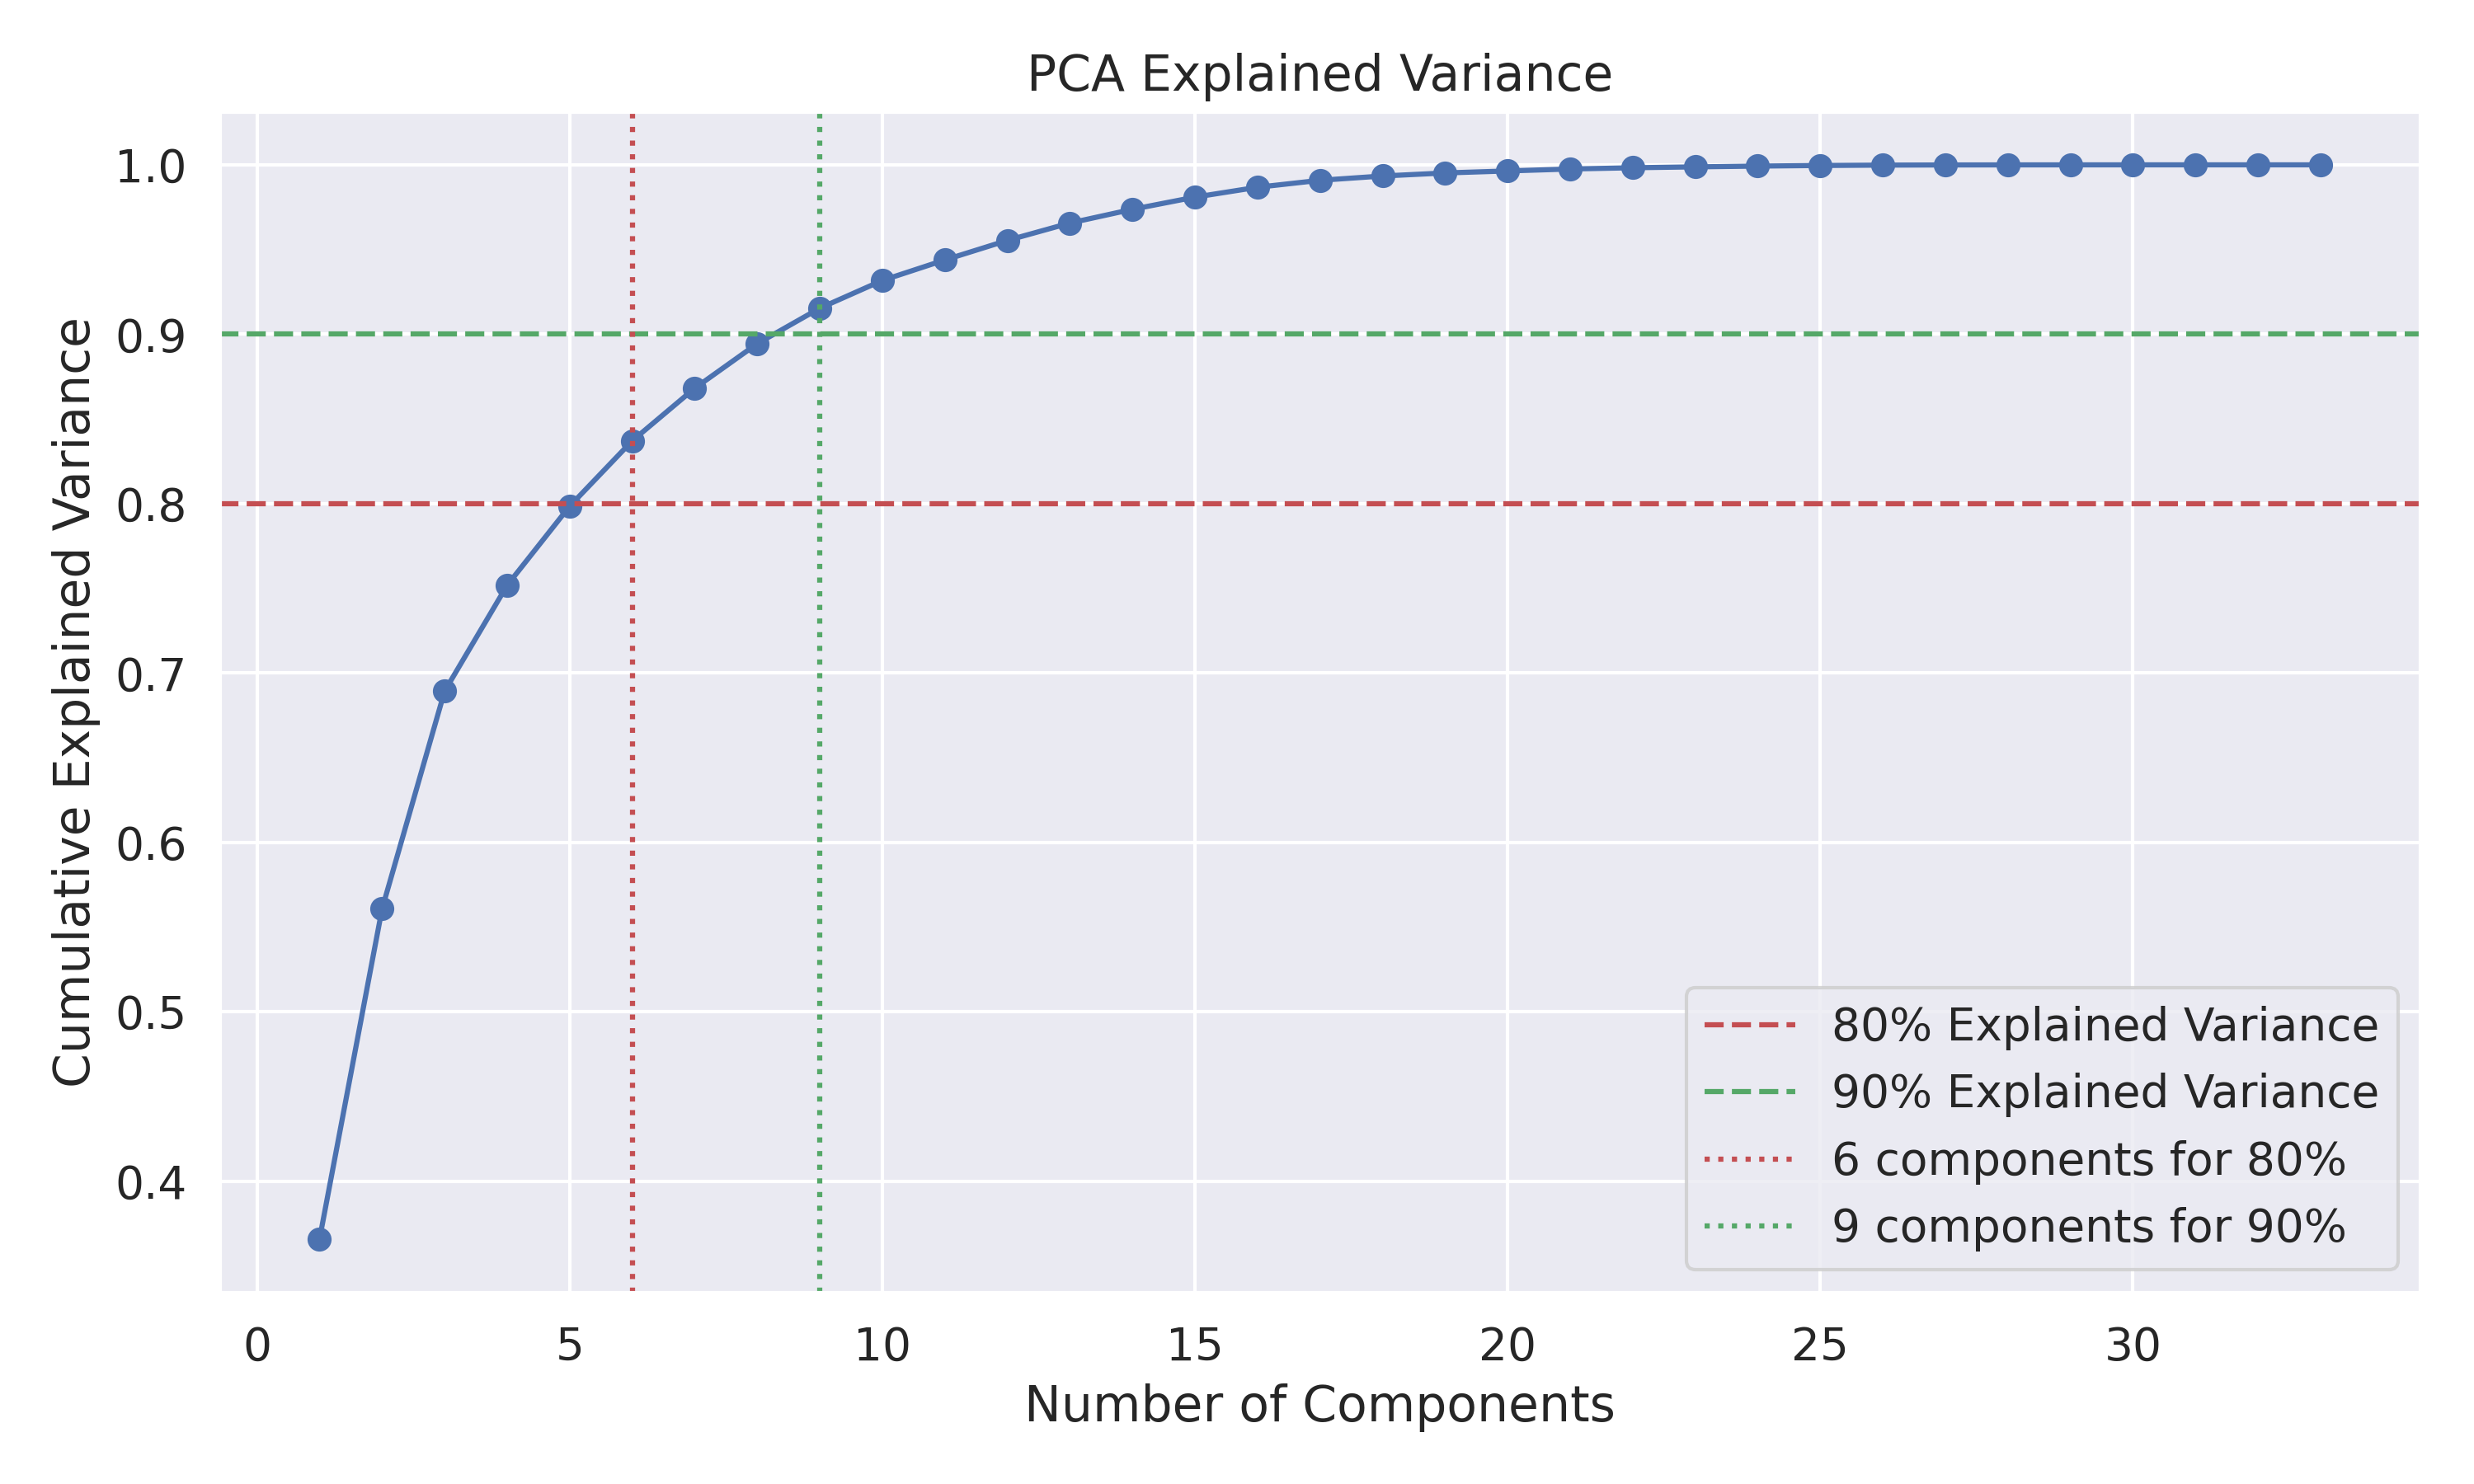 PCA Explained Variance
Cumulative Explained Variance
1.0
0.9
0.8
0.7
0.6
0.5
0.4
80% Explained Variance
90% Explained Variance
6 components for 80%
9 components for 90%
0 5 10 15 20 25 30
Number of Components